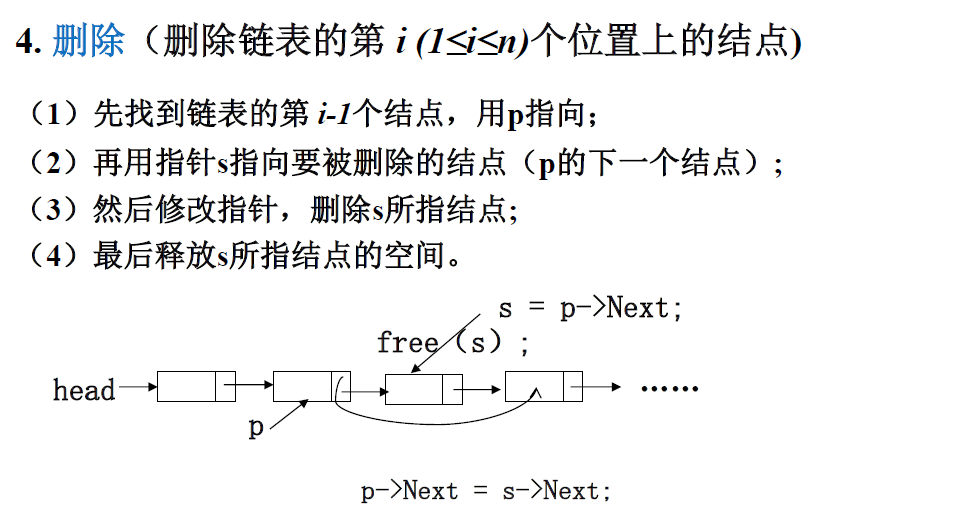 4. 删除（删除链表的第 i (1≤i≤n)个位置上的结点)
（1）先找到链表的第 i-1个结点，用p指向；
（2）再用指针s指向要被删除的结点（p的下一个结点）;
（3）然后修改指针，删除s所指结点;
（4）最后释放s所指结点的空间。
s = p->Next;
free(s);
head
……
p
p->Next = s->Next;